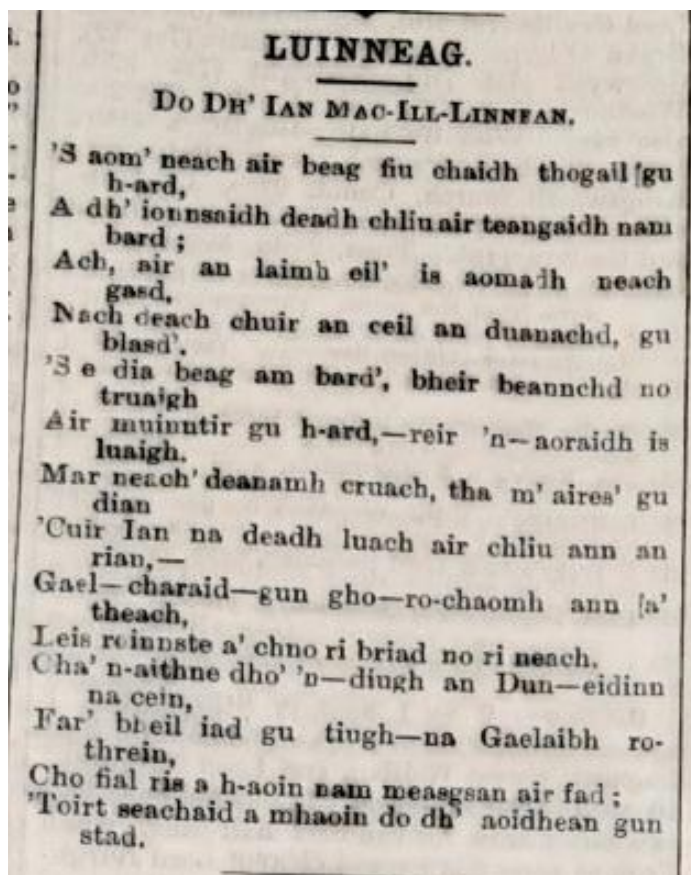 LUINNEAG.
DO DH' IAN MAC-ILL-LINNEAN.
'S aom' neach air beag fiu chaidh thogail gu
h-ard,
A dh' ionnsaidh deadh chliu air teangaidh nam
bard ;
Ach, air an laimh eil' is aomadh neach
gasd,
Nach deach chuir an ceil an duanachd, gu
blasd'.
'S e dia beag am bard', bheir beannchd no
truaigh
Air muinntir gu h-ard,—reir 'n—aoraidh is
luaigh.
Mar neach' deanamh cruach, tha m' aires' gu
dian
'Cuir Ian na deadh luach air chliu ann an
rian,—
Gael—charaid—gun gho—ro-chaomh ann [a'
theach,
Leis roinnste a' chno ri briad no ri neach.
Cha' n-aithne dho' 'n—diugh an Dun—eidinn
na cein,
Far' bheil iad gu tiugh—na Gaelaibh ro-
threin,
Cho fial ris a h-aoin nam measgsan air fad ;
'Toirt seachaid a mhaoin do dh' aoidhean gun
stad.